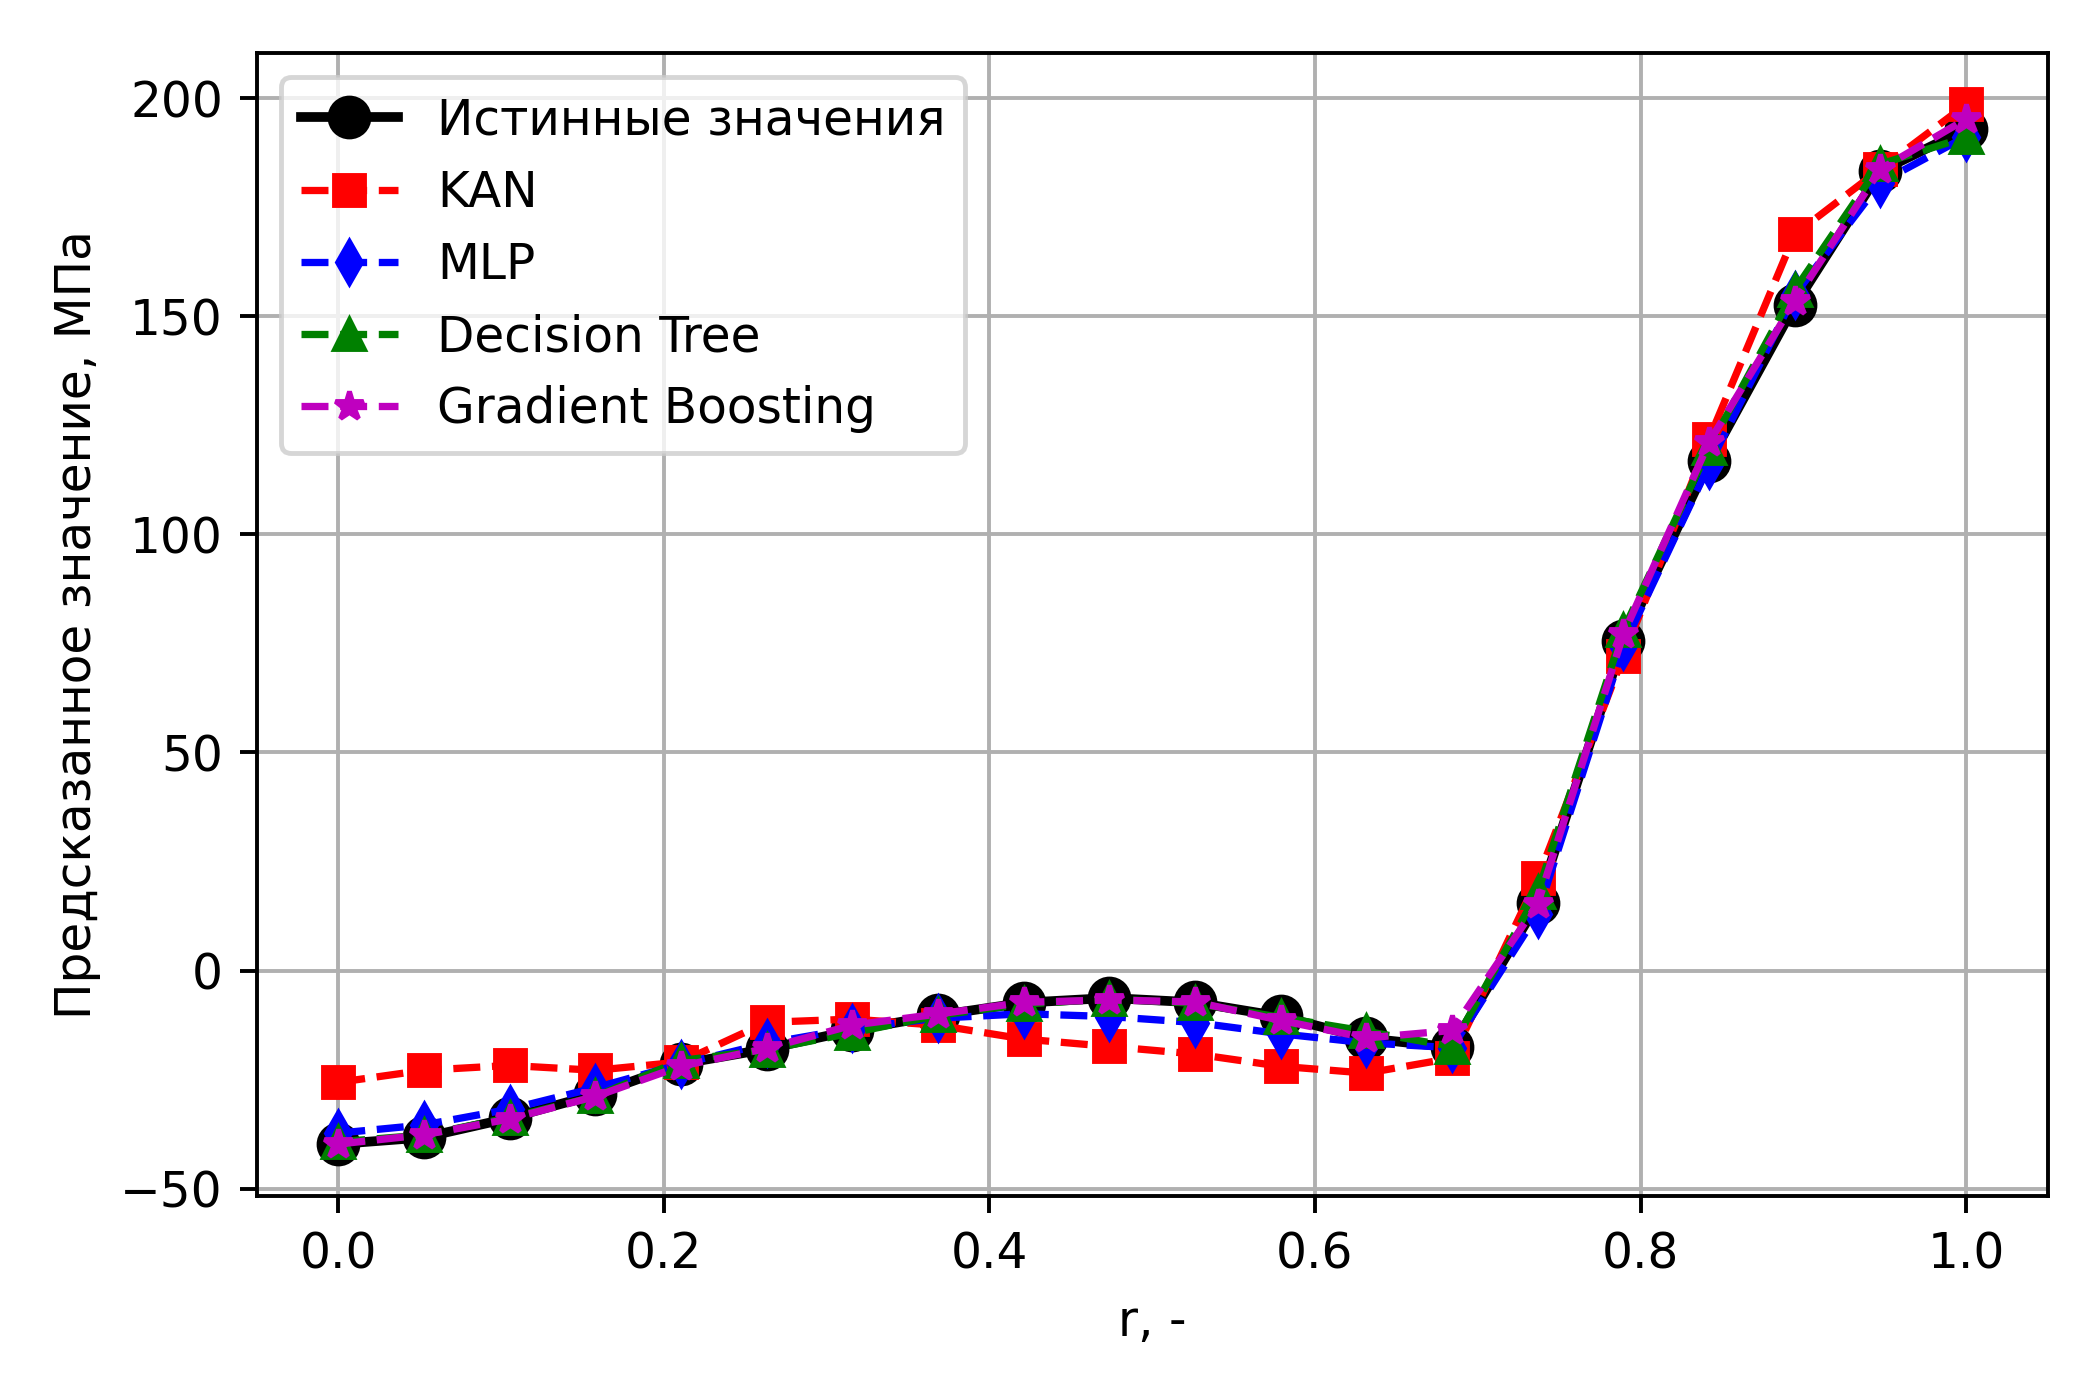 Истинные значения
KAN
MLP
Decision Tree
Gradient Boosting
Предсказанное значение, МПа
200
150
100
50
0
−50
0.0 0.2 0.4 0.6 0.8 1.0
r, -